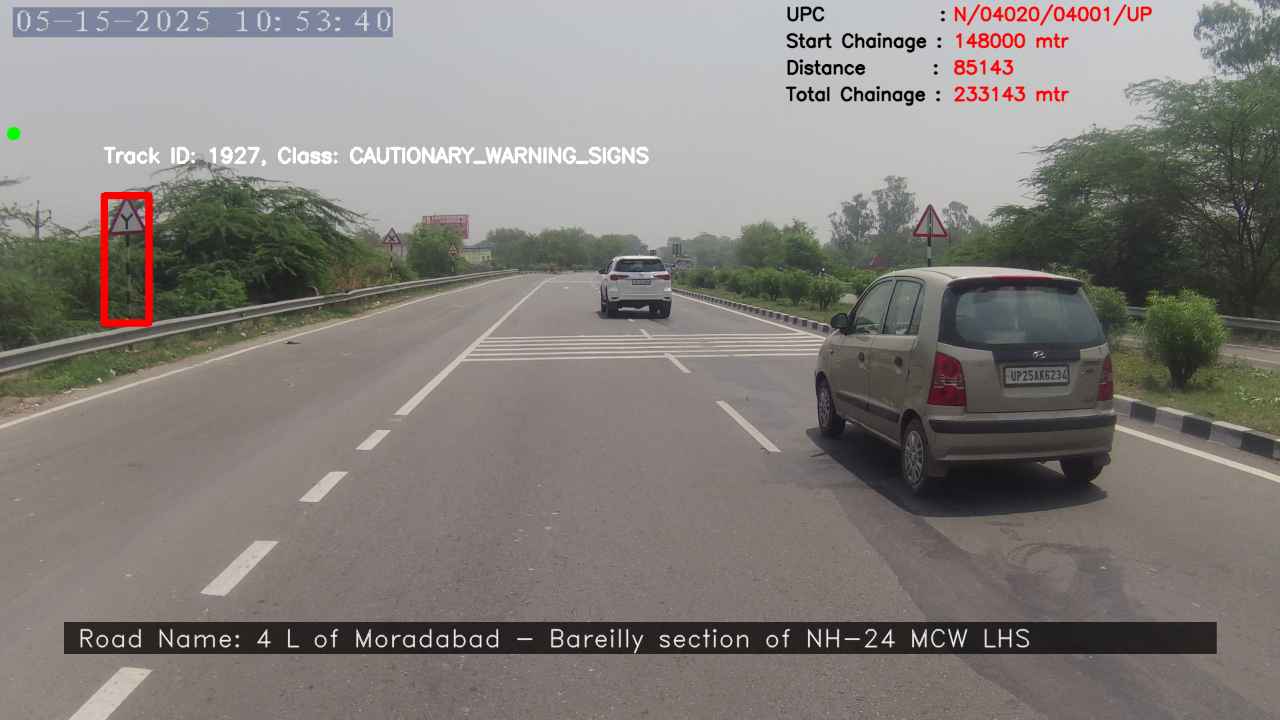 05-15-2025 10:53:40
UPC : N/04020/04001/UP
Start Chainage : 148000 mtr
Distance : 85143
Total Chainage : 233143 mtr
Track ID: 1927, Class: CAUTIONARY_WARNING_SIGNS
UP25AK6234
Road Name: 4 L of Moradabad - Bareilly section of NH-24 MCW LHS